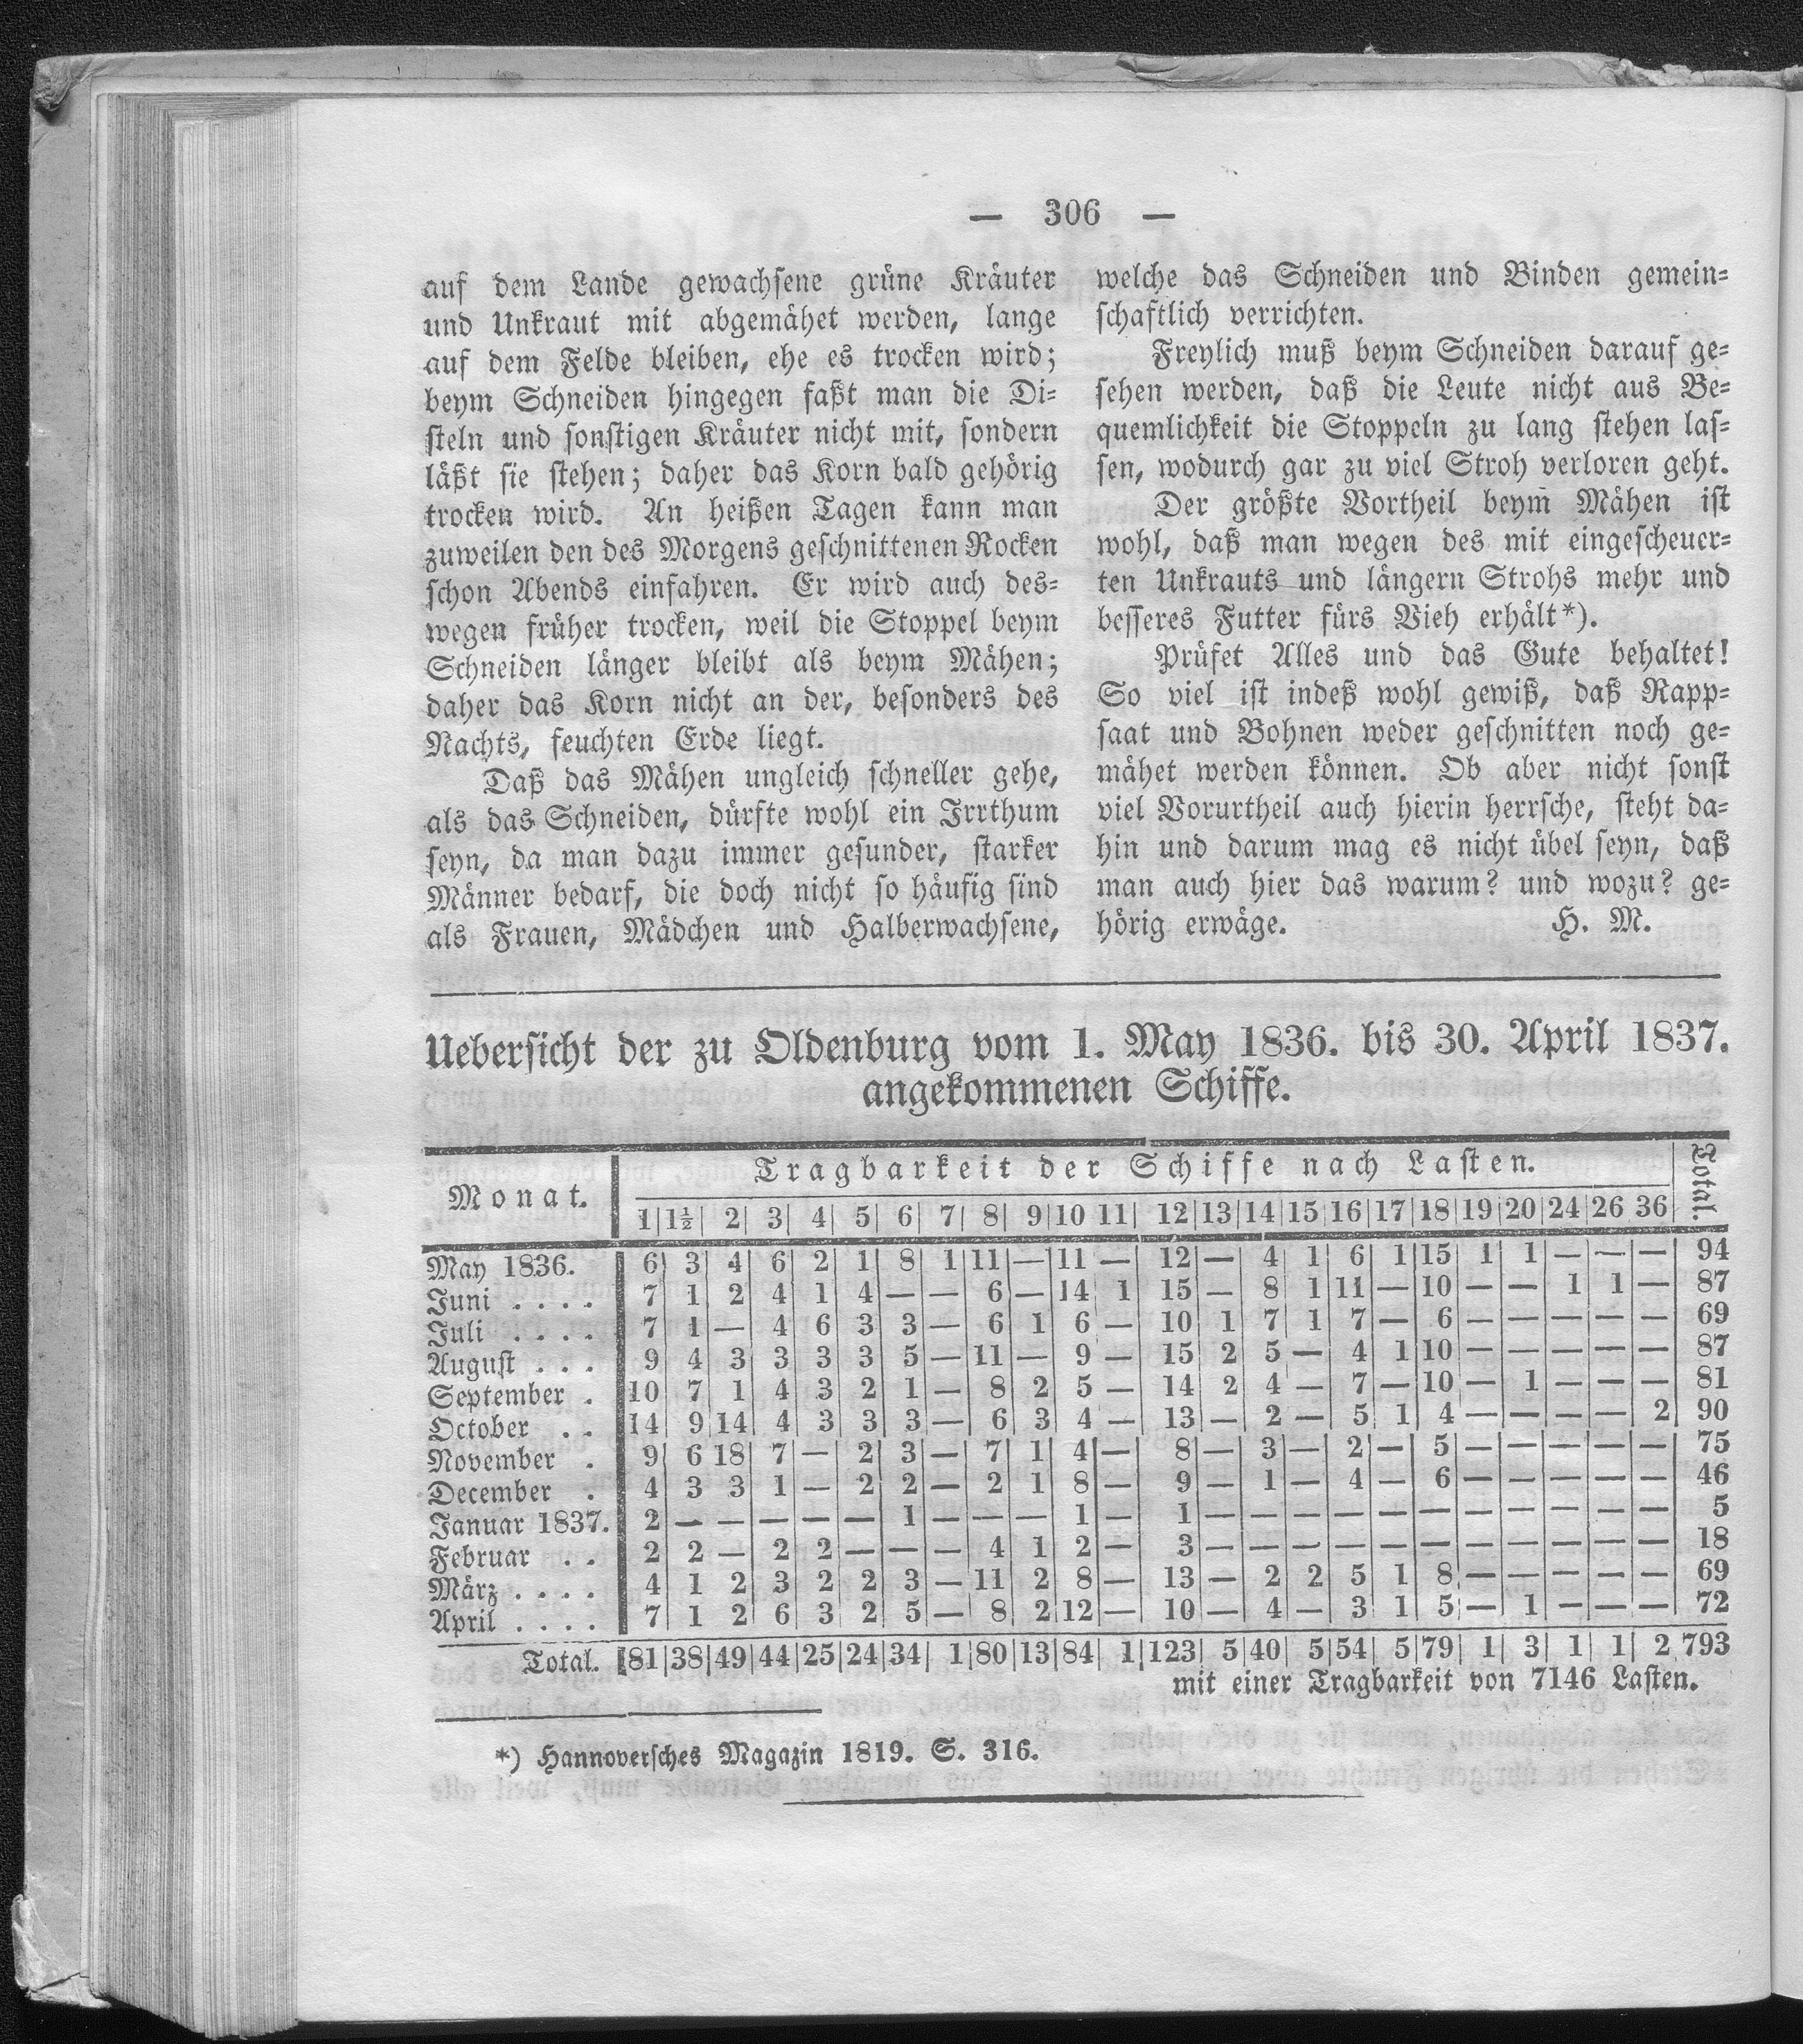 — 306 —
auf dem Lande gewachsene grüne Kräuter
und Unkraut mit abgemähet werden, lange
auf dem Felde bleiben, ehe es trocken wird;
beym Schneiden hingegen faßt man die Di=
steln und sonstigen Kräuter nicht mit, sondern
läßt sie stehen; daher das Korn bald gehörig
trocken wird. An heißen Tagen kann man
zuweilen den des Morgens geschnittenen Rocken
schon Abends einfahren. Er wird auch des=
wegen früher trocken, weil die Stoppel beym
Schneiden länger bleibt als beym Mähen;
daher das Korn nicht an der, besonders des
Nachts, feuchten Erde liegt.
Daß das Mähen ungleich schneller gehe,
als das Schneiden, dürfte wohl ein Irrthum
seyn, da man dazu immer gesunder, starker
Männer bedarf, die doch nicht so häufig sind
als Frauen, Mädchen und Halberwachsene,
welche das Schneiden und Binden gemein=
schaftlich verrichten.
Freylich muß beym Schneiden darauf ge=
sehen werden, daß die Leute nicht aus Be=
quemlichkeit die Stoppeln zu lang stehen las=
sen, wodurch gar zu viel Stroh verloren geht.
Der größte Vortheil beym Mähen ist
wohl, daß man wegen des mit eingescheuer=
ten Unkrauts und längern Strohs mehr und
besseres Futter fürs Vieh erhält*).
Prüfet Alles und das Gute behaltet!
So viel ist indeß wohl gewiß, daß Rapp=
saat und Bohnen weder geschnitten noch ge=
mähet werden können. Ob aber nicht sonst
viel Vorurtheil auch hierin herrsche, steht da=
hin und darum mag es nicht übel seyn, daß
man auch hier das warum? und wozu? ge=
hörig erwäge. H. M.
Uebersicht der zu Oldenburg vom 1. May 1836. bis 30. April 1837.
angekommenen Schiffe.
Monat. Tragbarkeit der Schiffe nach Lasten. Total.
1 1½ 2 3 4 5 6 7 8 9 10 11 12 13 14 15 16 17 18 19 20 24 26 36
May 1836. 6 3 4 6 2 1 8 1 11 — 11 — 12 — 4 1 6 1 15 1 1 — — — 94
Juni . . . . 7 1 2 4 1 4 — — 6 — 14 1 15 — 8 1 11 — 10 — — 1 1 — 87
Juli . . . . 7 1 — 4 6 3 3 — 6 1 6 — 10 1 7 1 7 — 6 — — — — — 69
August . . . 9 4 3 3 3 3 5 — 11 — 9 — 15 2 5 — 4 1 10 — — — — — 87
September . 10 7 1 4 3 2 1 — 8 2 5 — 14 2 4 — 7 — 10 — 1 — — — 81
October . . 14 9 14 4 3 3 3 — 6 3 4 — 13 — 2 — 5 1 4 — — — — 2 90
November . 9 6 18 7 — 2 3 — 7 1 4 — 8 — 3 — 2 — 5 — — — — — 75
December . 4 3 3 1 — 2 2 — 2 1 8 — 9 — 1 — 4 — 6 — — — — — 46
Januar 1837. 2 — — — — — 1 — — — 1 — 1 — — — — — — — — — — — 5
Februar . . 2 2 — 2 2 — — — 4 1 2 — 3 — — — — — — — — — — — 18
März . . . . 4 1 2 3 2 2 3 — 11 2 8 — 13 — 2 2 5 1 8 — — — — — 69
April . . . . 7 1 2 6 3 2 5 — 8 2 12 — 10 — 4 — 3 1 5 — 1 — — — 72
Total. 81 38 49 44 25 24 34 1 80 13 84 1 123 5 40 5 54 5 79 1 3 1 1 2 793
mit einer Tragbarkeit von 7146 Lasten.
*) Hannoversches Magazin 1819. S. 316.